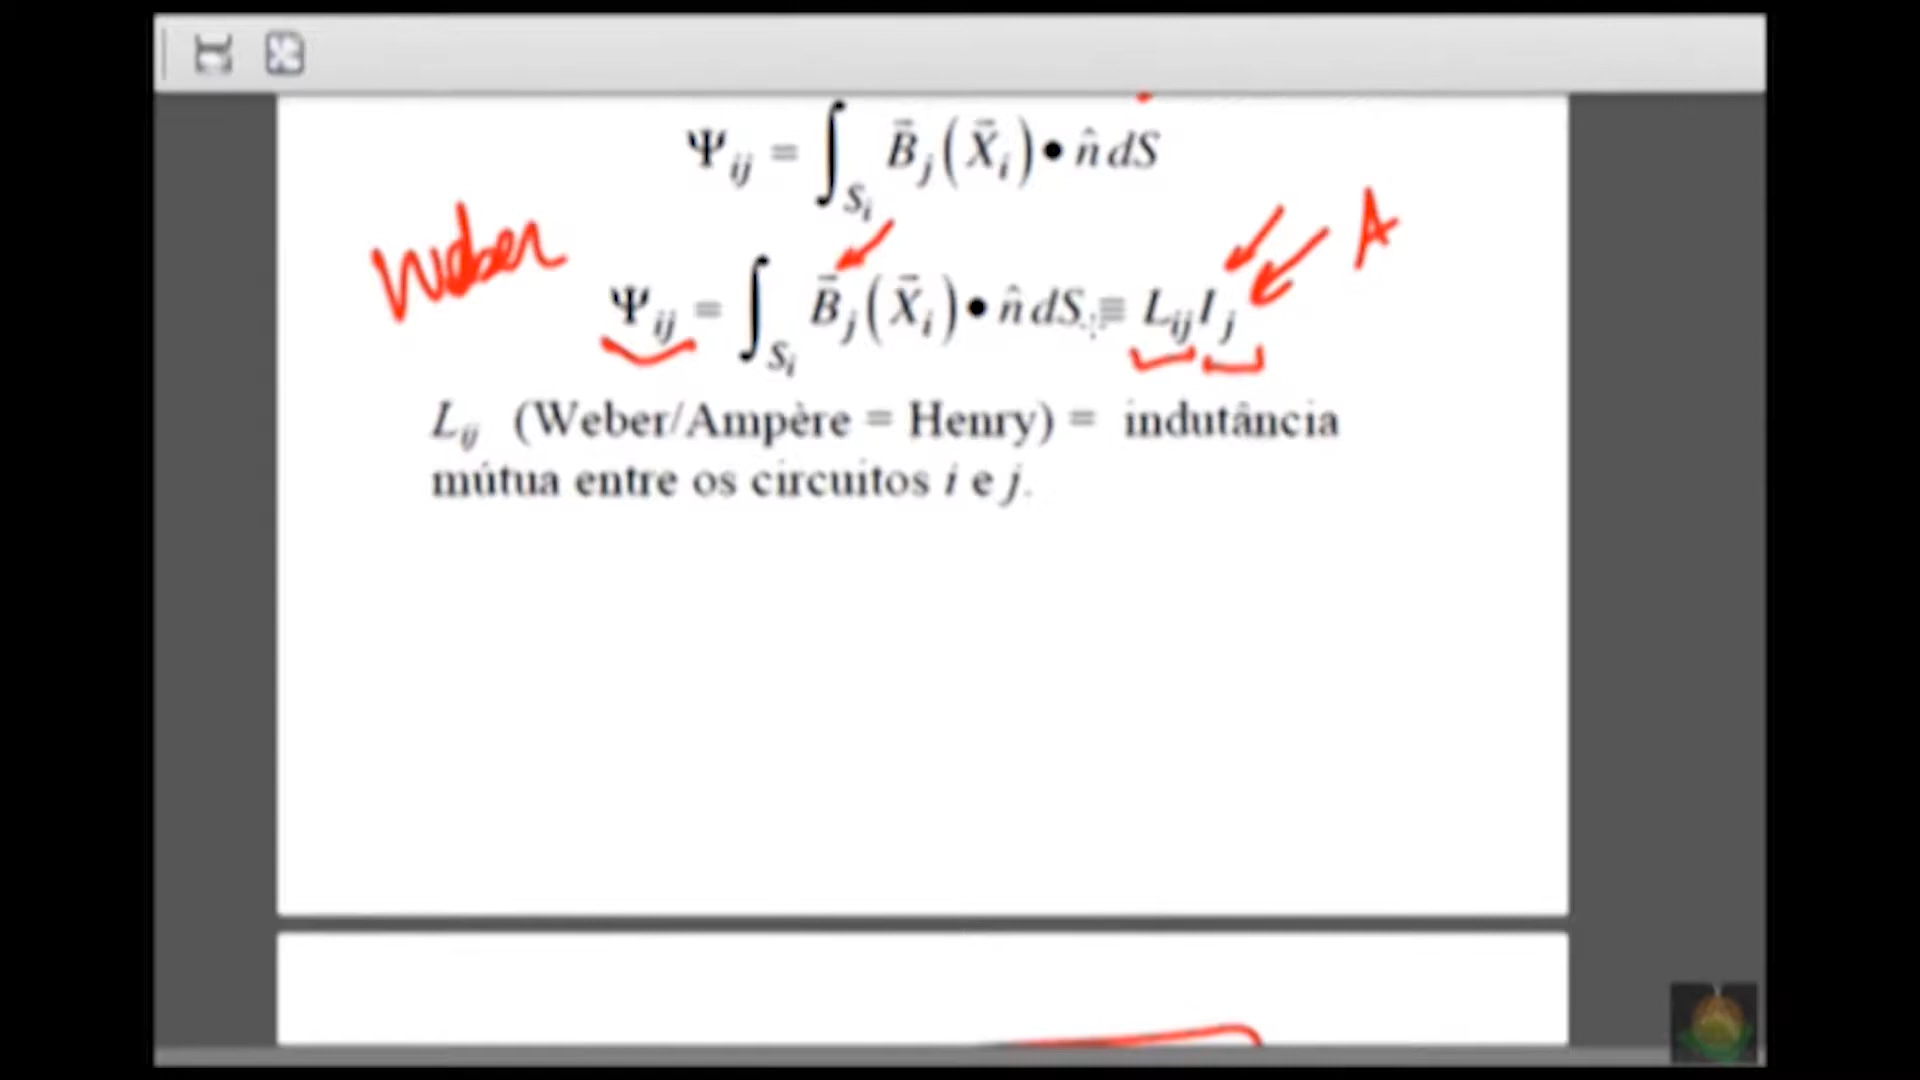 Ψij = ∫Si B⃗j(X⃗i) • n̂ dS
Weber
A
Ψij = ∫Si B⃗j(X⃗i) • n̂ dS ≡ LijIj
Lij (Weber/Ampère = Henry) = indutância
mútua entre os circuitos i e j.